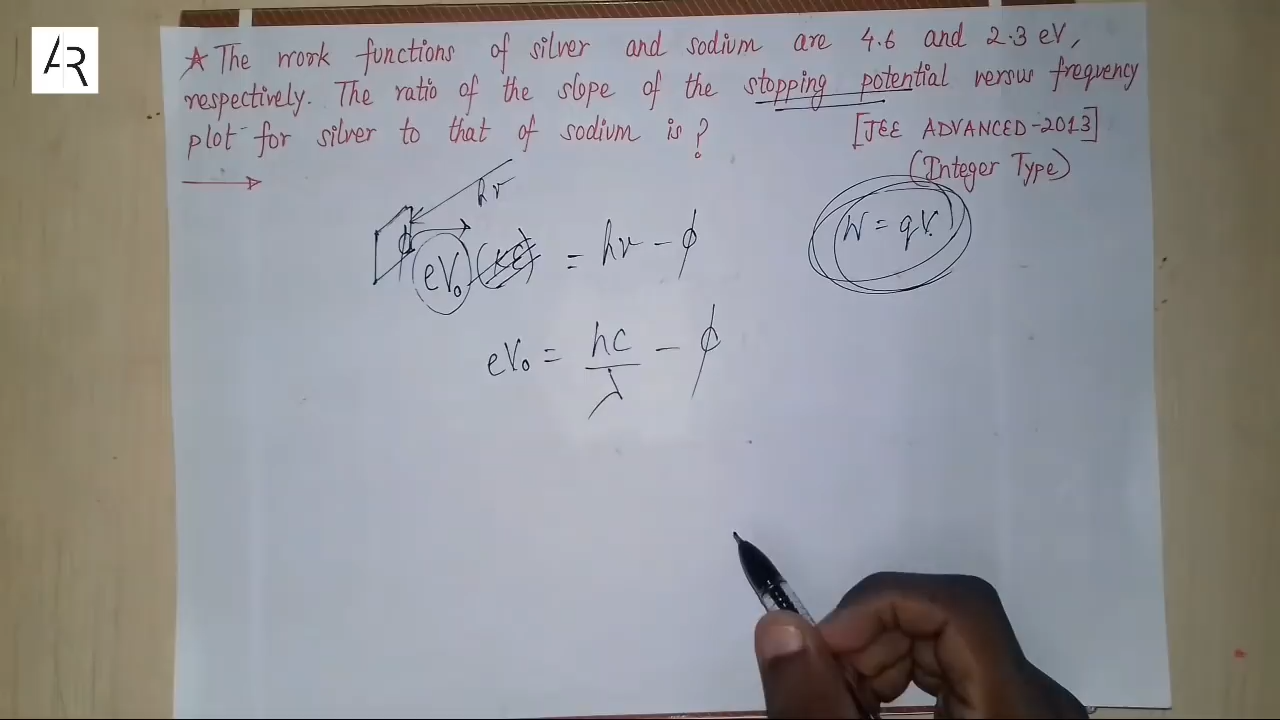 AR
☆ The work functions of silver and sodium are 4.6 and 2.3 eV,
respectively. The ratio of the slope of the stopping potential versus frequency
plot for silver to that of sodium is ?
[JEE ADVANCED-2013]
(Integer Type)
hν
ϕ
eV₀ (KE) = hν − ϕ
W = qV
eV₀ = hc/λ − ϕ